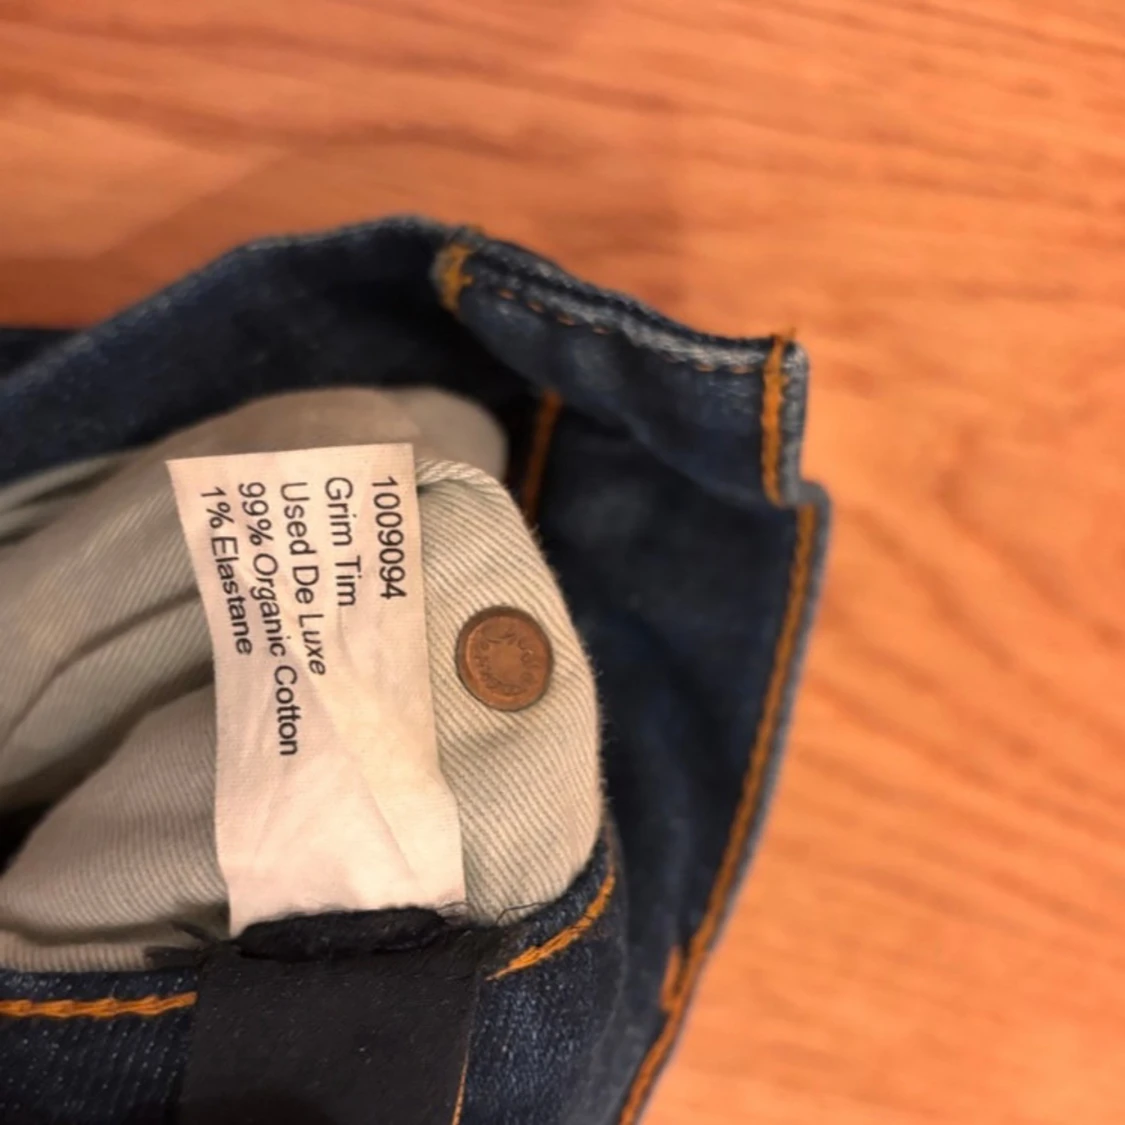 1009094
Grim Tim
Used De Luxe
99% Organic Cotton
1% Elastane